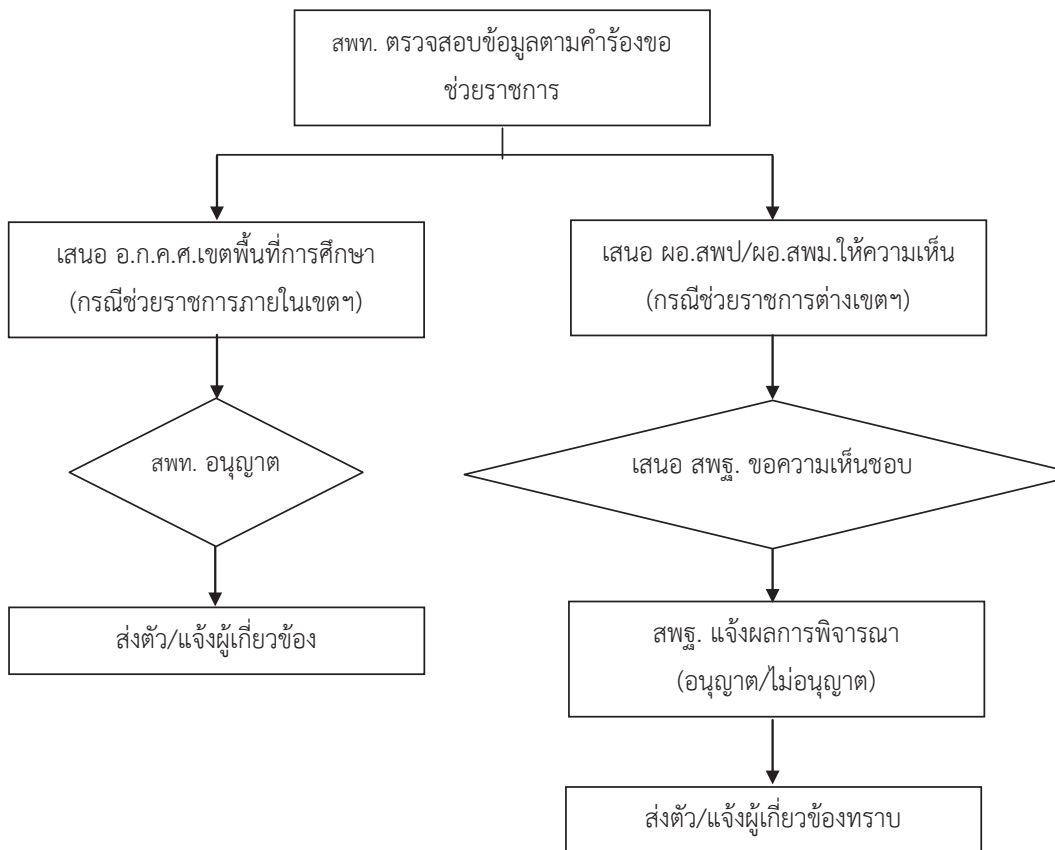 สพท. ตรวจสอบข้อมูลตามคำร้องขอ
ช่วยราชการ
เสนอ อ.ก.ค.ศ.เขตพื้นที่การศึกษา
(กรณีช่วยราชการภายในเขตฯ)
สพท. อนุญาต
ส่งตัว/แจ้งผู้เกี่ยวข้อง
เสนอ ผอ.สพป/ผอ.สพม.ให้ความเห็น
(กรณีช่วยราชการต่างเขตฯ)
เสนอ สพฐ. ขอความเห็นชอบ
สพฐ. แจ้งผลการพิจารณา
(อนุญาต/ไม่อนุญาต)
ส่งตัว/แจ้งผู้เกี่ยวข้องทราบ